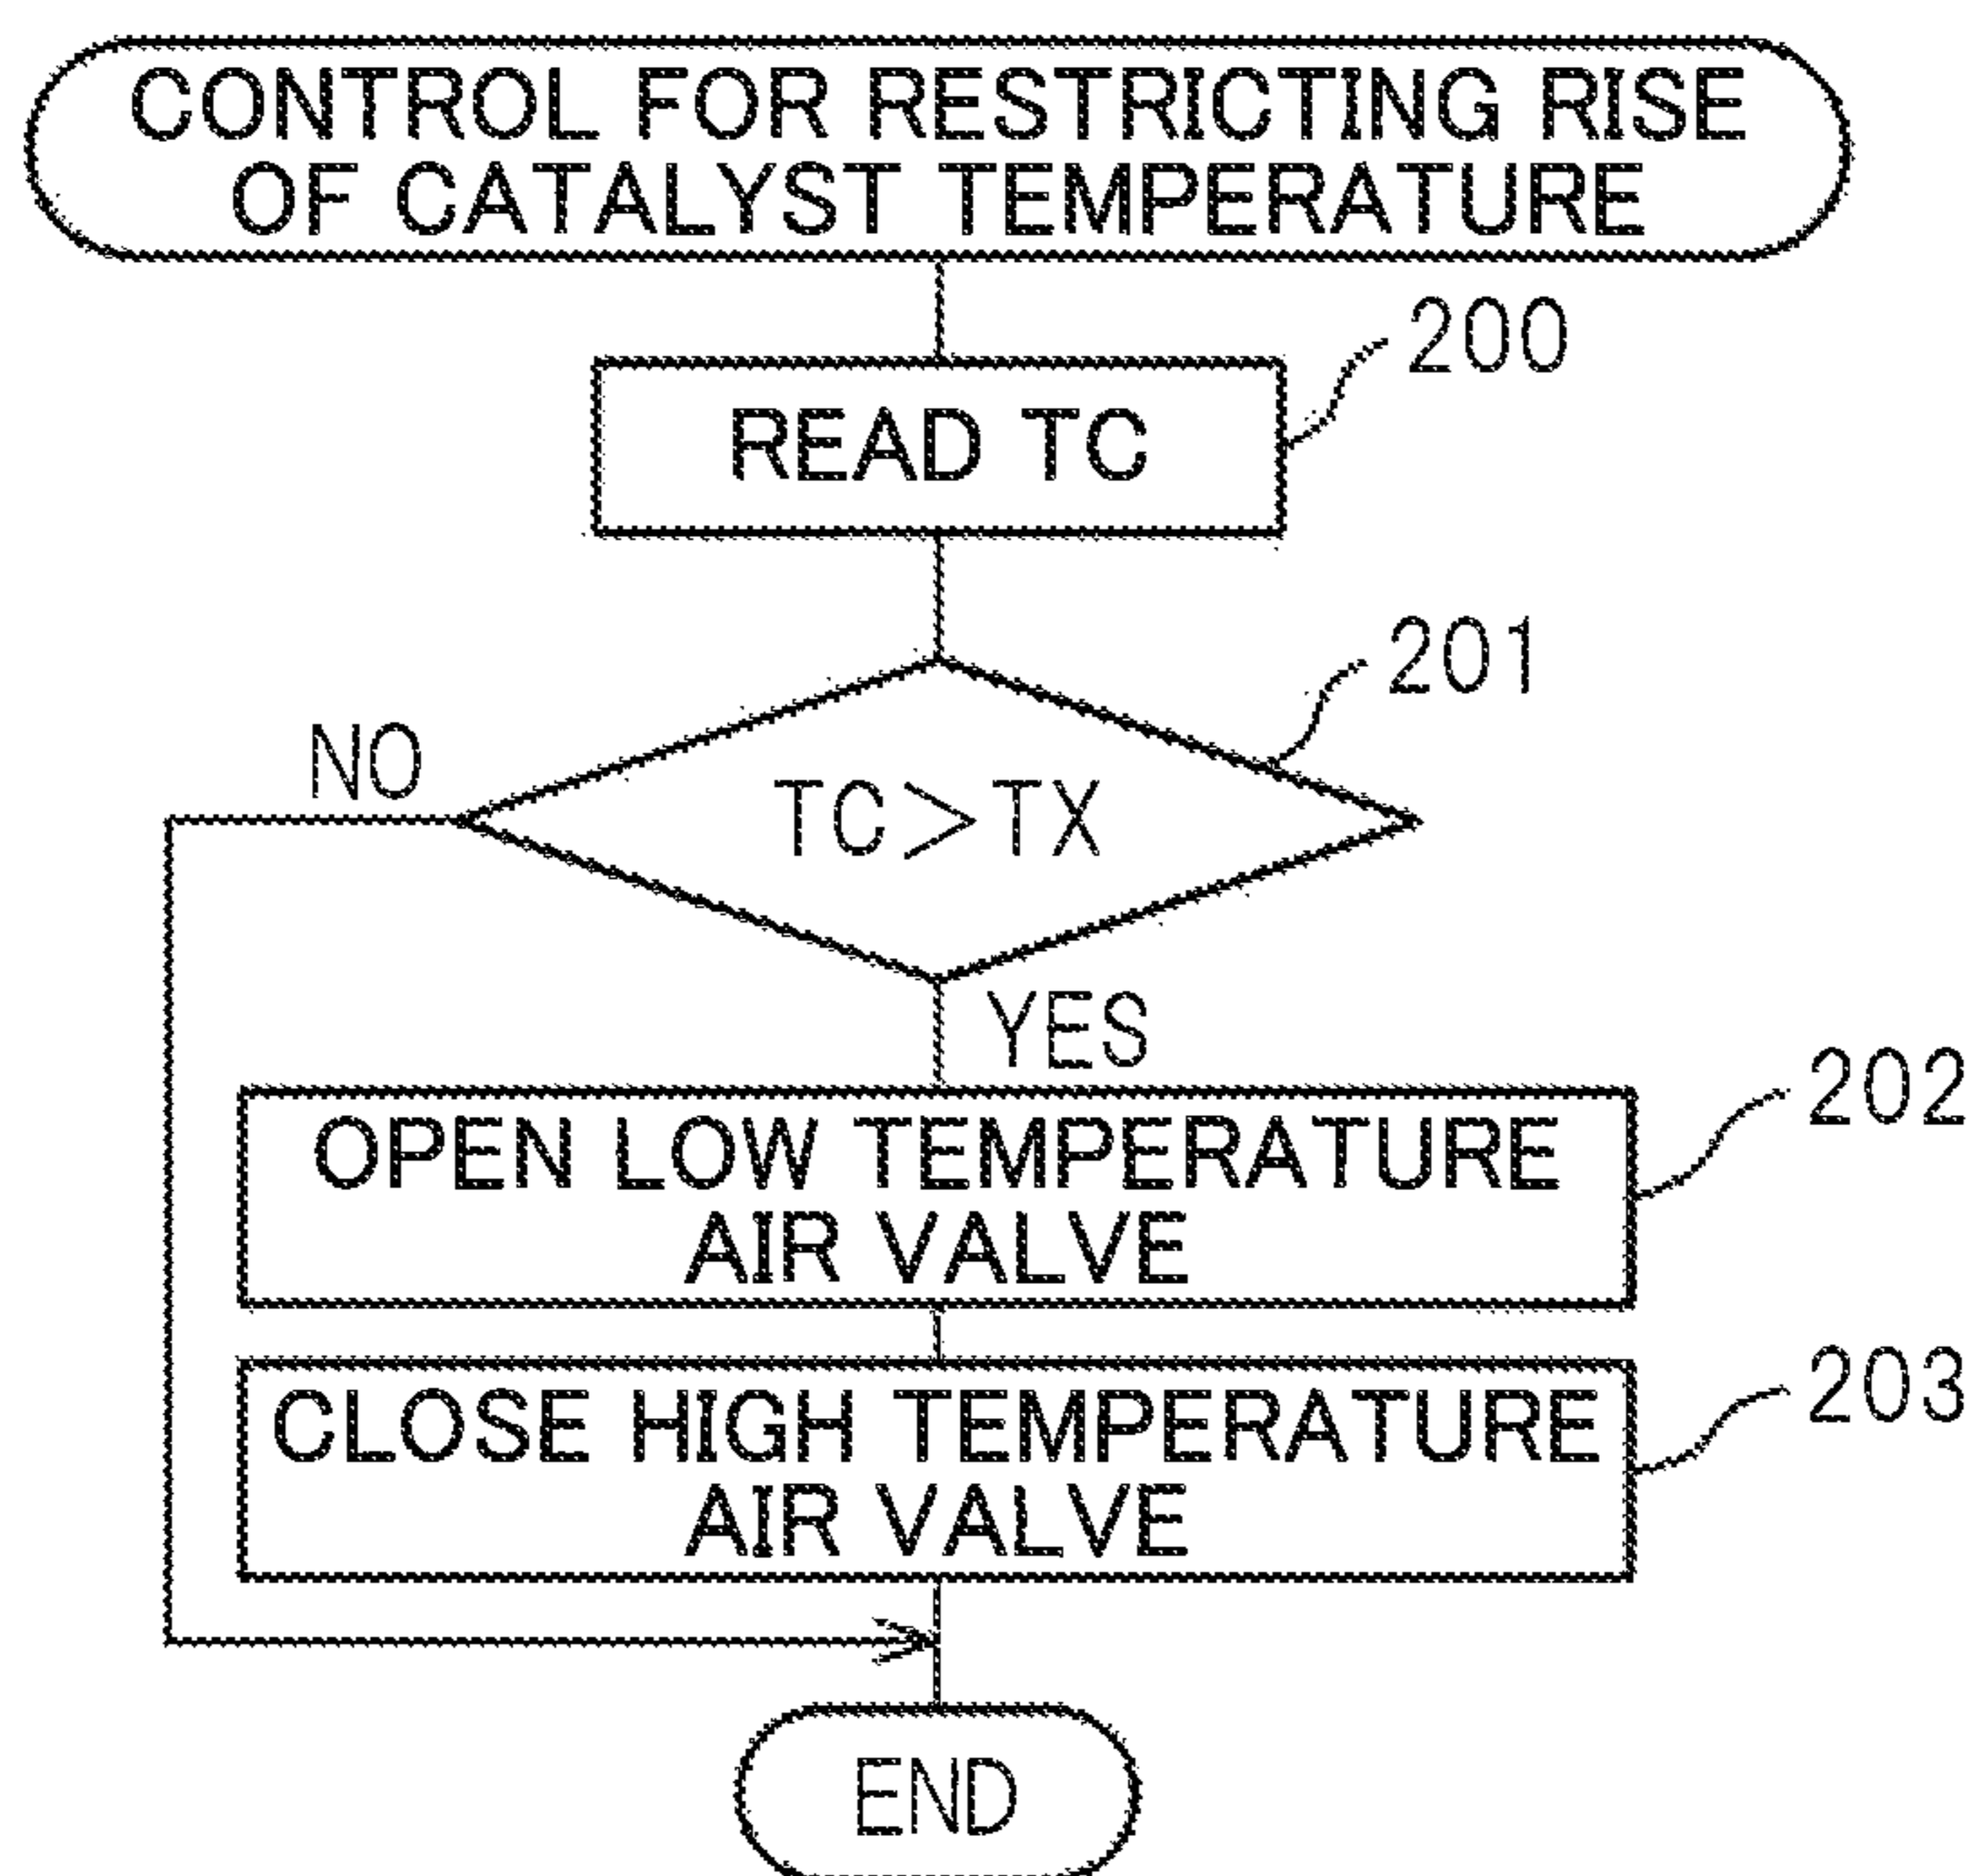 CONTROL FOR RESTRICTING RISE
OF CATALYST TEMPERATURE
200
READ TC
201
NO
TC>TX
YES
202
OPEN LOW TEMPERATURE
AIR VALVE
203
CLOSE HIGH TEMPERATURE
AIR VALVE
END